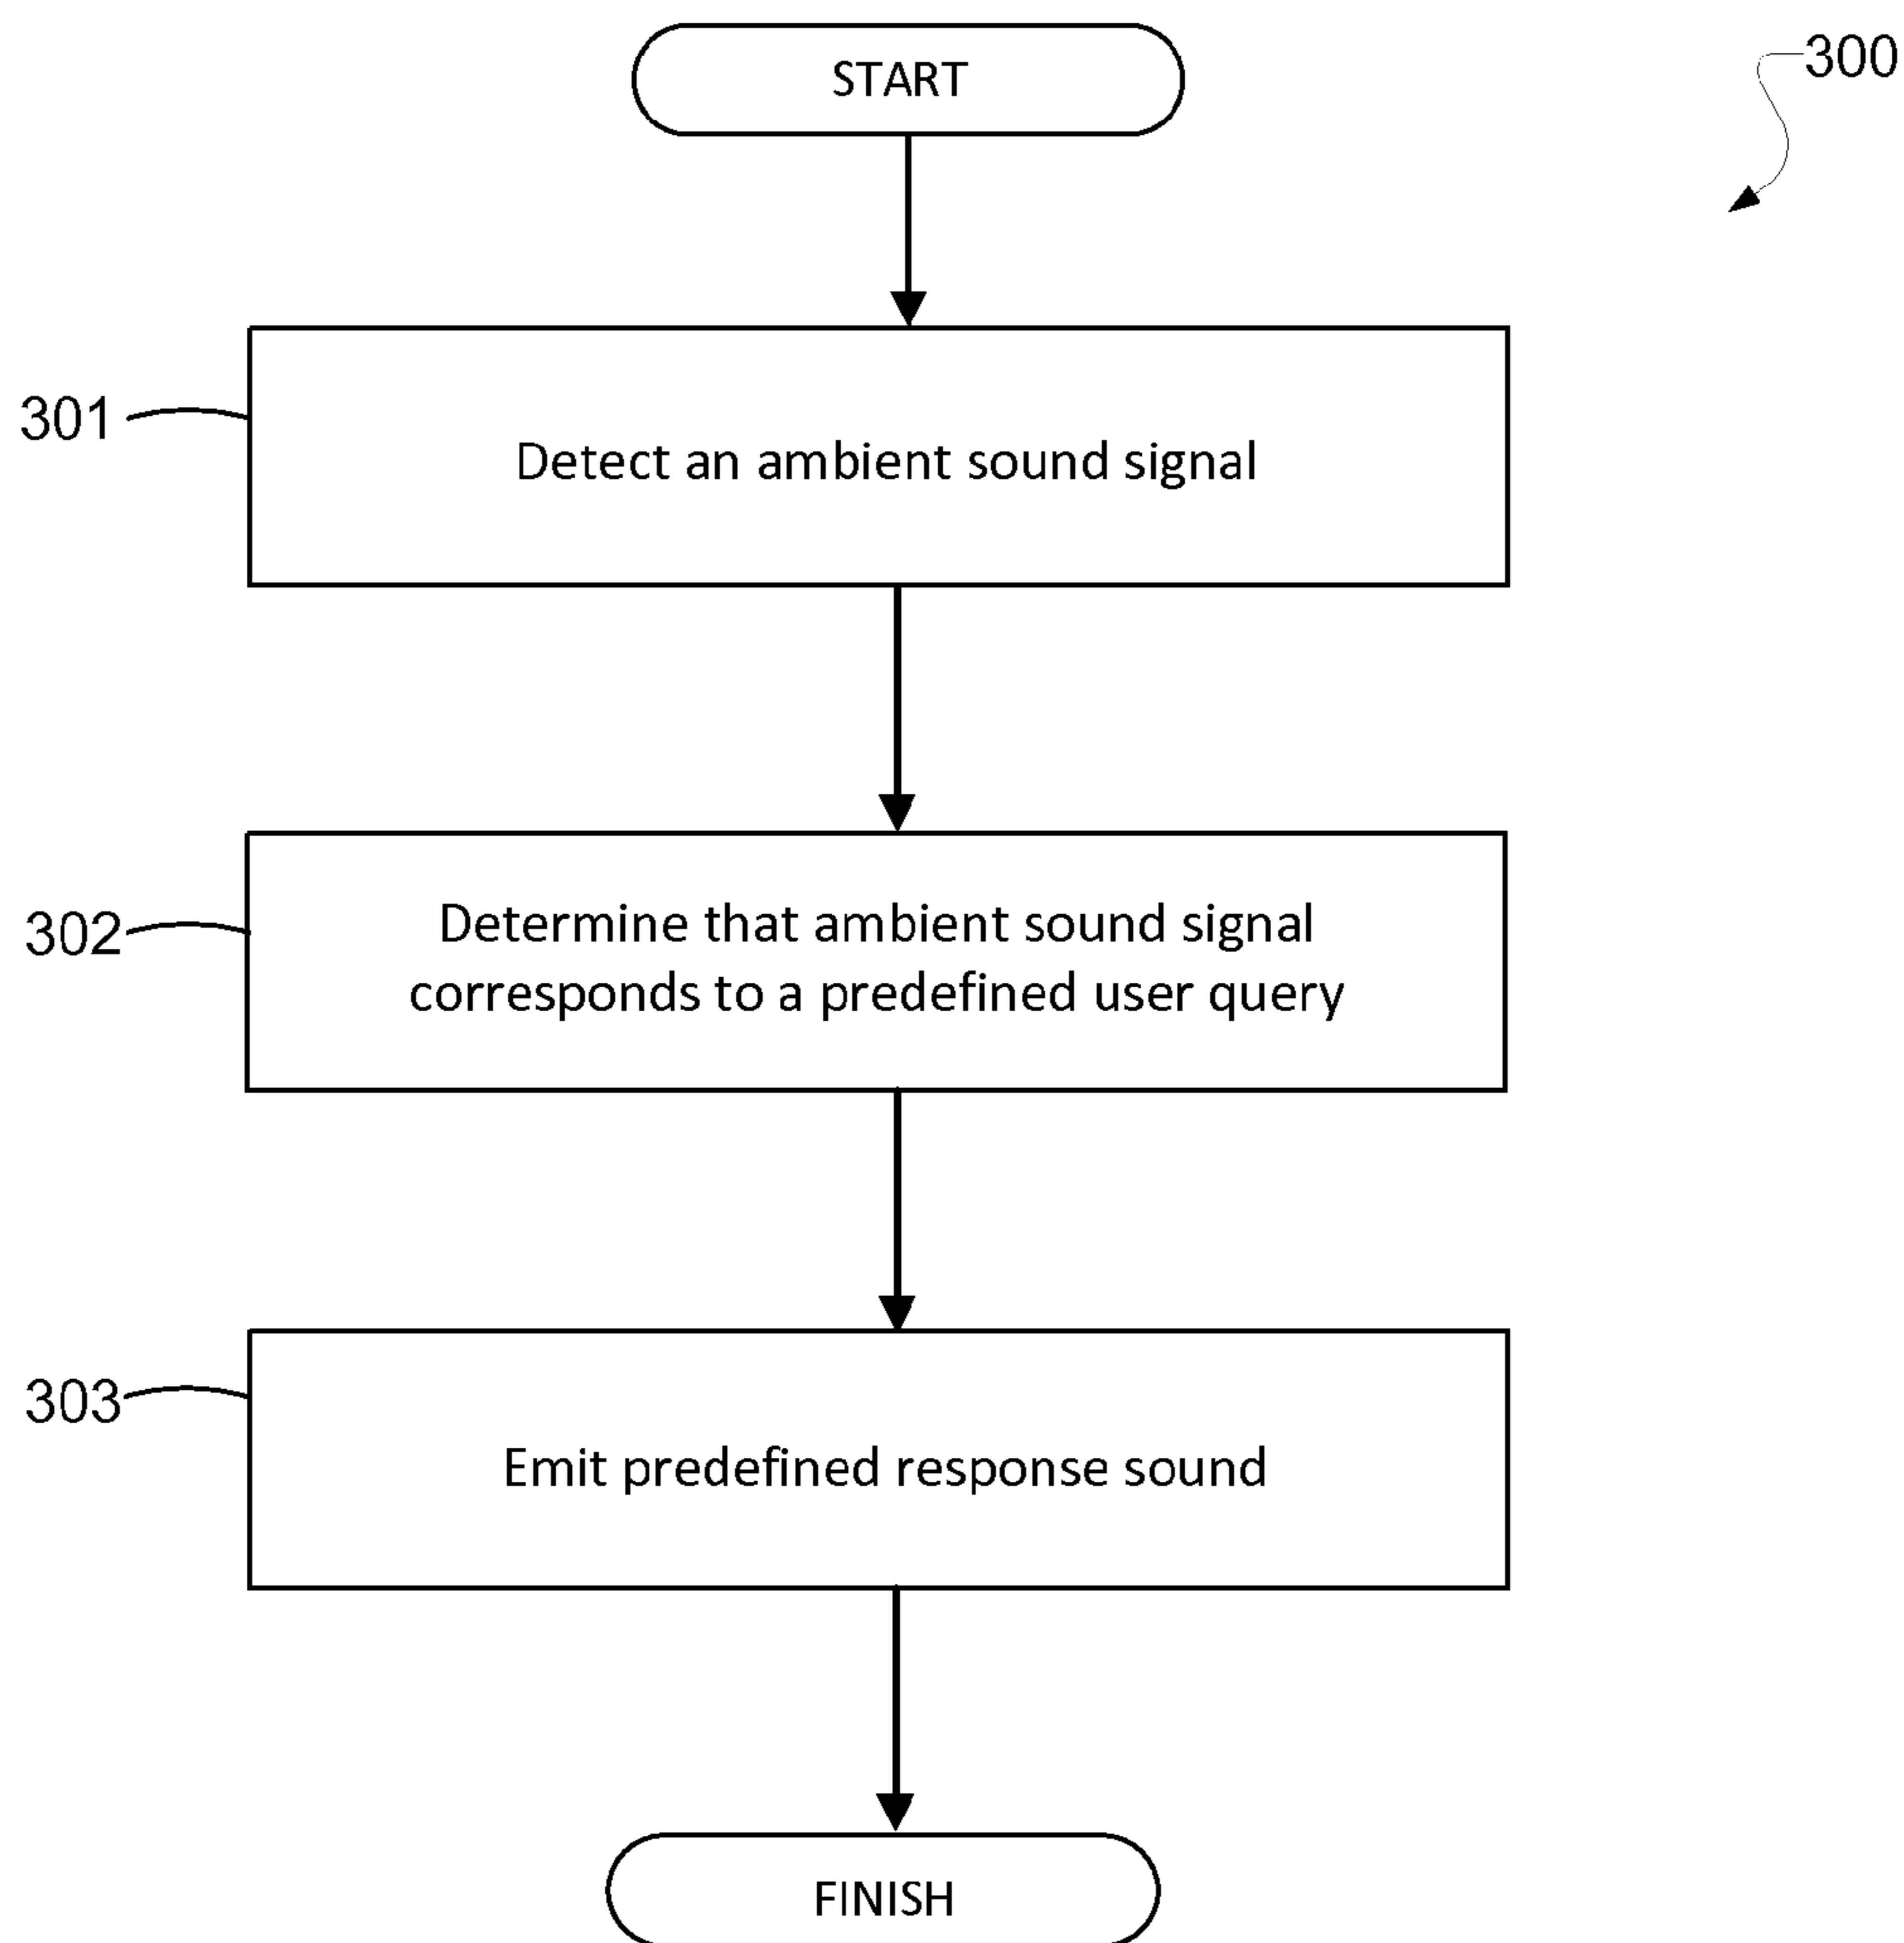 START
300
301
Detect an ambient sound signal
302
Determine that ambient sound signal
corresponds to a predefined user query
303
Emit predefined response sound
FINISH